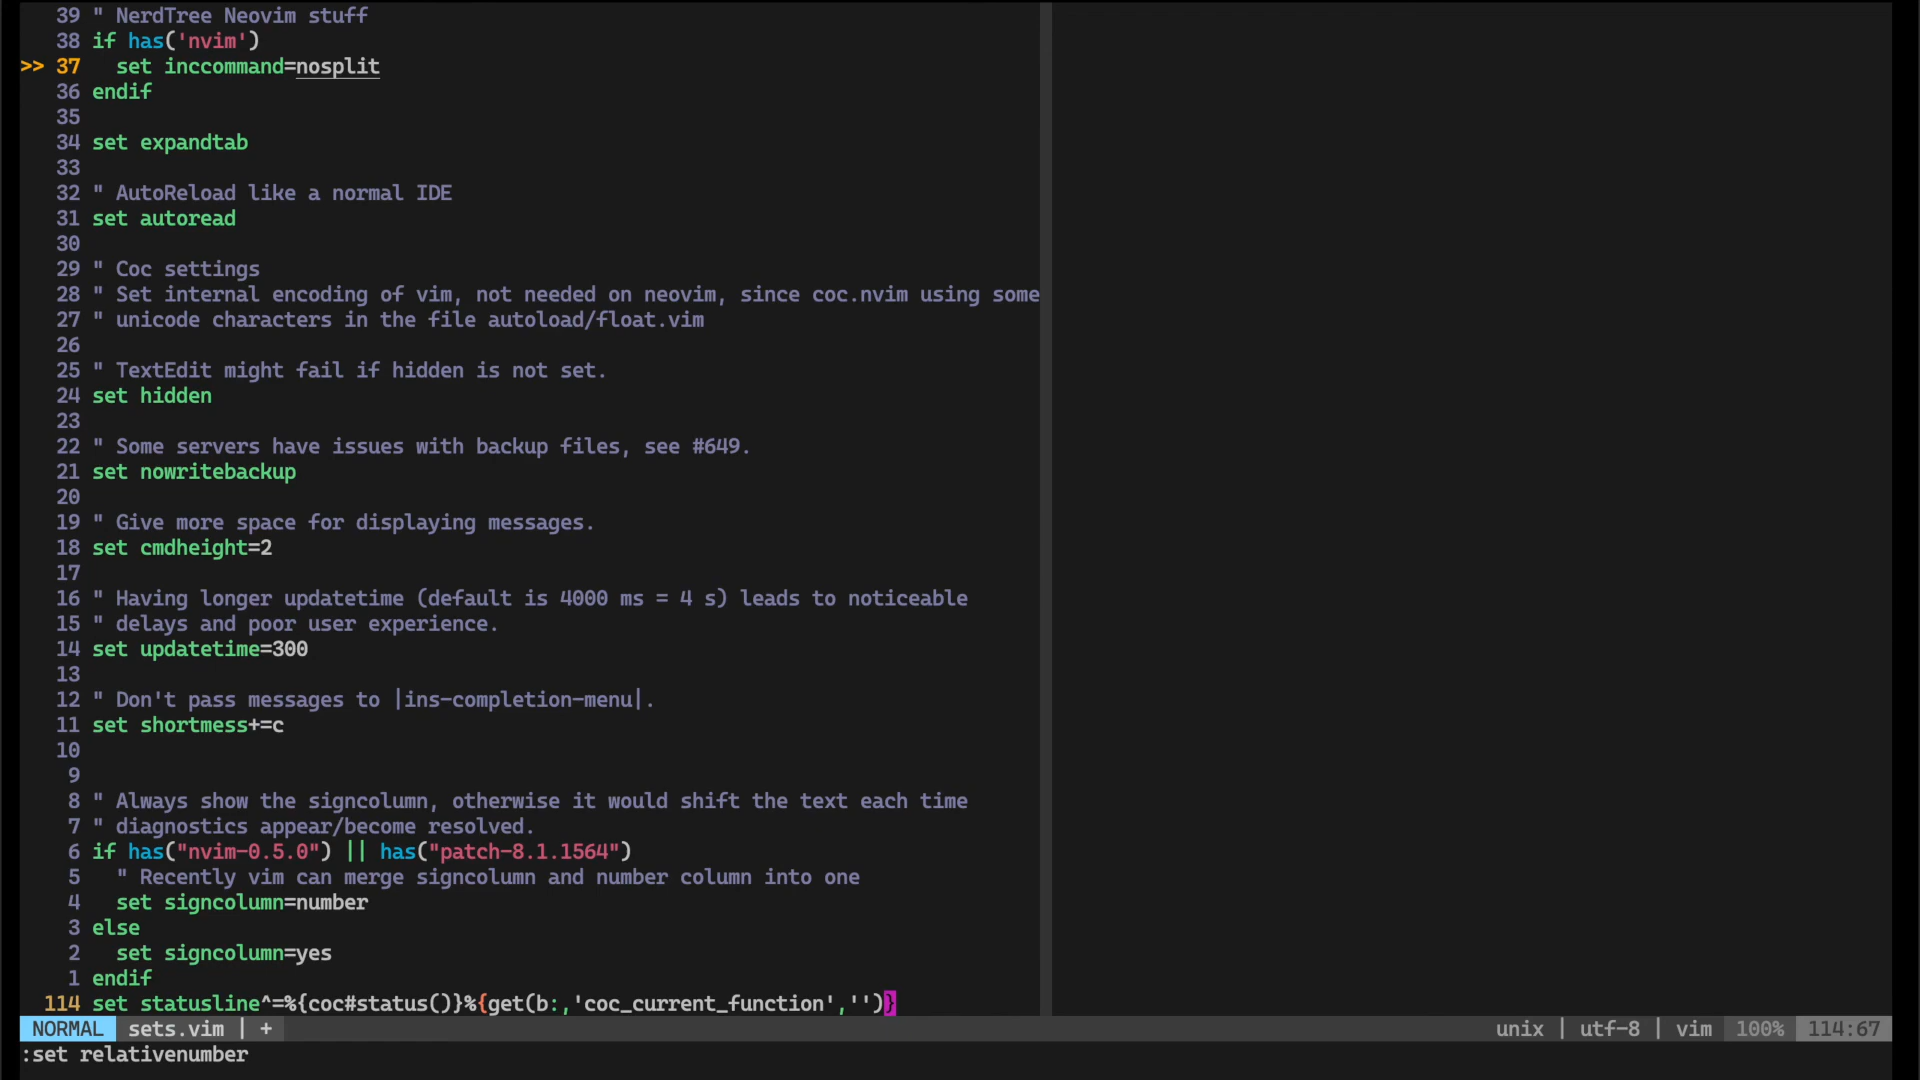 39 " NerdTree Neovim stuff
38 if has('nvim')
>> 37   set inccommand=nosplit
36 endif
35
34 set expandtab
33
32 " AutoReload like a normal IDE
31 set autoread
30
29 " Coc settings
28 " Set internal encoding of vim, not needed on neovim, since coc.nvim using some
27 " unicode characters in the file autoload/float.vim
26
25 " TextEdit might fail if hidden is not set.
24 set hidden
23
22 " Some servers have issues with backup files, see #649.
21 set nowritebackup
20
19 " Give more space for displaying messages.
18 set cmdheight=2
17
16 " Having longer updatetime (default is 4000 ms = 4 s) leads to noticeable
15 " delays and poor user experience.
14 set updatetime=300
13
12 " Don't pass messages to |ins-completion-menu|.
11 set shortmess+=c
10
9
8 " Always show the signcolumn, otherwise it would shift the text each time
7 " diagnostics appear/become resolved.
6 if has("nvim-0.5.0") || has("patch-8.1.1564")
5   " Recently vim can merge signcolumn and number column into one
4   set signcolumn=number
3 else
2   set signcolumn=yes
1 endif
114 set statusline^=%{coc#status()}%{get(b:,'coc_current_function','')}
NORMAL sets.vim | + unix | utf-8 | vim 100% 114:67
:set relativenumber